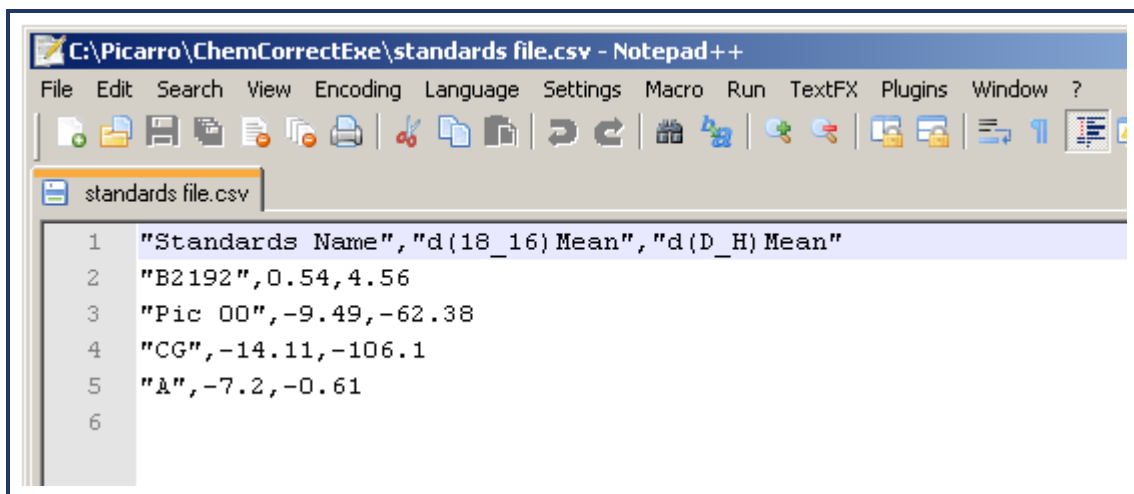 C:\Picarro\ChemCorrectExe\standards file.csv - Notepad++
File Edit Search View Encoding Language Settings Macro Run TextFX Plugins Window ?
standards file.csv
1 "Standards Name","d(18_16)Mean","d(D_H)Mean"
2 "B2192",0.54,4.56
3 "Pic 00",-9.49,-62.38
4 "CG",-14.11,-106.1
5 "A",-7.2,-0.61
6